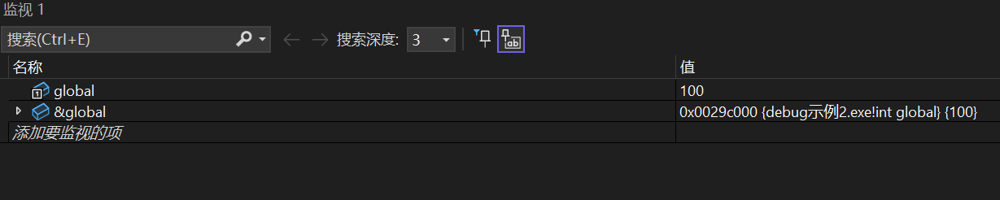 监视 1
搜索(Ctrl+E) 搜索深度: 3
名称 值
global 100
&global 0x0029c000 {debug示例2.exe!int global} {100}
添加要监视的项